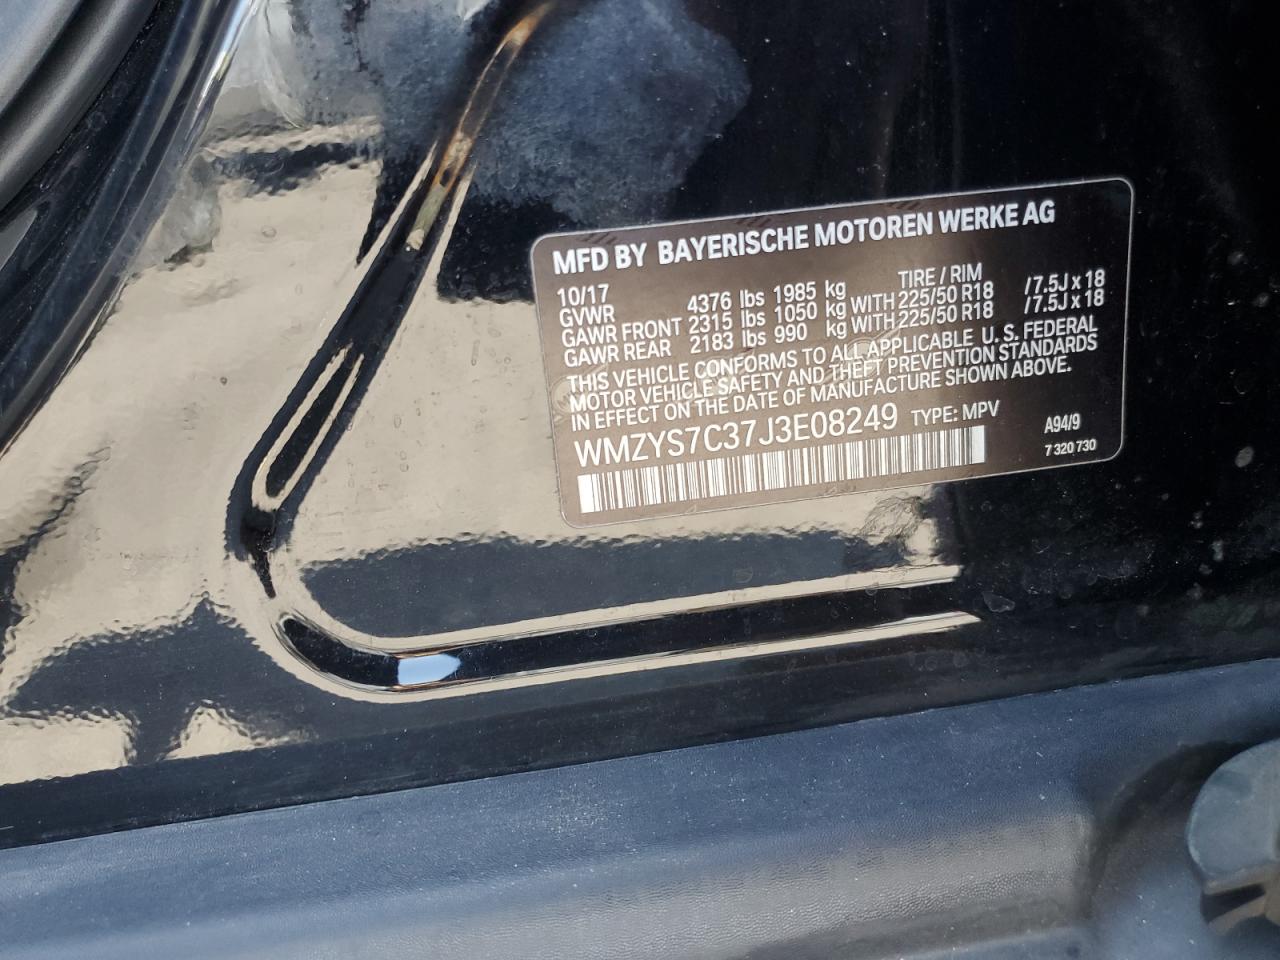 MFD BY BAYERISCHE MOTOREN WERKE AG
10/17 TIRE / RIM
GVWR 4376 lbs 1985 kg
GAWR FRONT 2315 lbs 1050 kg WITH 225/50 R18 /7.5J x 18
GAWR REAR 2183 lbs 990 kg WITH 225/50 R18 /7.5J x 18
THIS VEHICLE CONFORMS TO ALL APPLICABLE U. S. FEDERAL
MOTOR VEHICLE SAFETY AND THEFT PREVENTION STANDARDS
IN EFFECT ON THE DATE OF MANUFACTURE SHOWN ABOVE.
WMZYS7C37J3E08249 TYPE: MPV A94/9
7 320 730